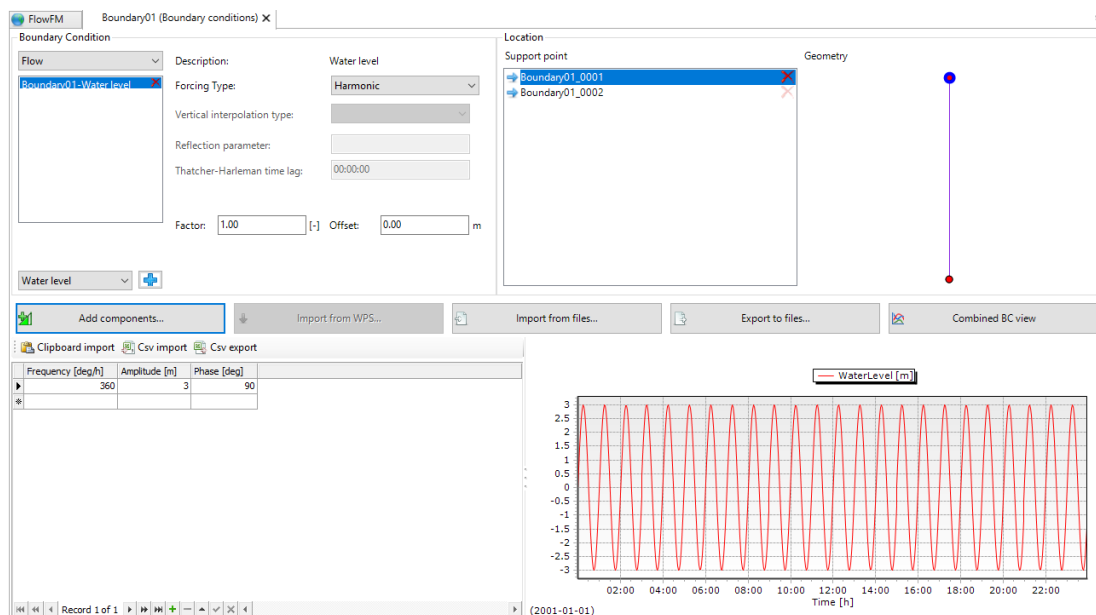 FlowFM
Boundary01 (Boundary conditions)
Boundary Condition
Flow
Boundary01-Water level
Description:
Water level
Forcing Type:
Harmonic
Vertical interpolation type:
Reflection parameter:
Thatcher-Harleman time lag:
00:00:00
Factor:
1.00
[-]
Offset:
0.00
m
Water level
Location
Support point
Boundary01_0001
Boundary01_0002
Geometry
Add components...
Import from WPS...
Import from files...
Export to files...
Combined BC view
Clipboard import
Csv import
Csv export
Frequency [deg/h] Amplitude [m] Phase [deg]
360 3 90
Record 1 of 1
WaterLevel [m]
3
2.5
2
1.5
1
0.5
0
-0.5
-1
-1.5
-2
-2.5
-3
02:00 04:00 06:00 08:00 10:00 12:00 14:00 16:00 18:00 20:00 22:00
Time [h]
(2001-01-01)